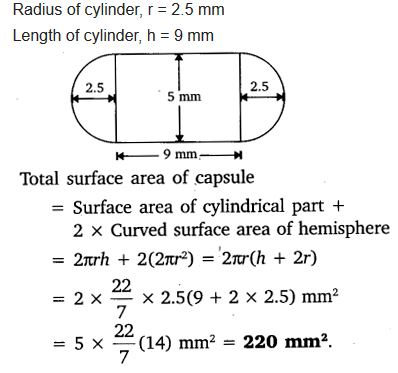 Radius of cylinder, r = 2.5 mm
Length of cylinder, h = 9 mm
2.5
5 mm
2.5
9 mm
Total surface area of capsule
= Surface area of cylindrical part +
2 × Curved surface area of hemisphere
= 2πrh + 2(2πr²) = 2πr(h + 2r)
= 2 × 22/7 × 2.5(9 + 2 × 2.5) mm²
= 5 × 22/7 (14) mm² = 220 mm².